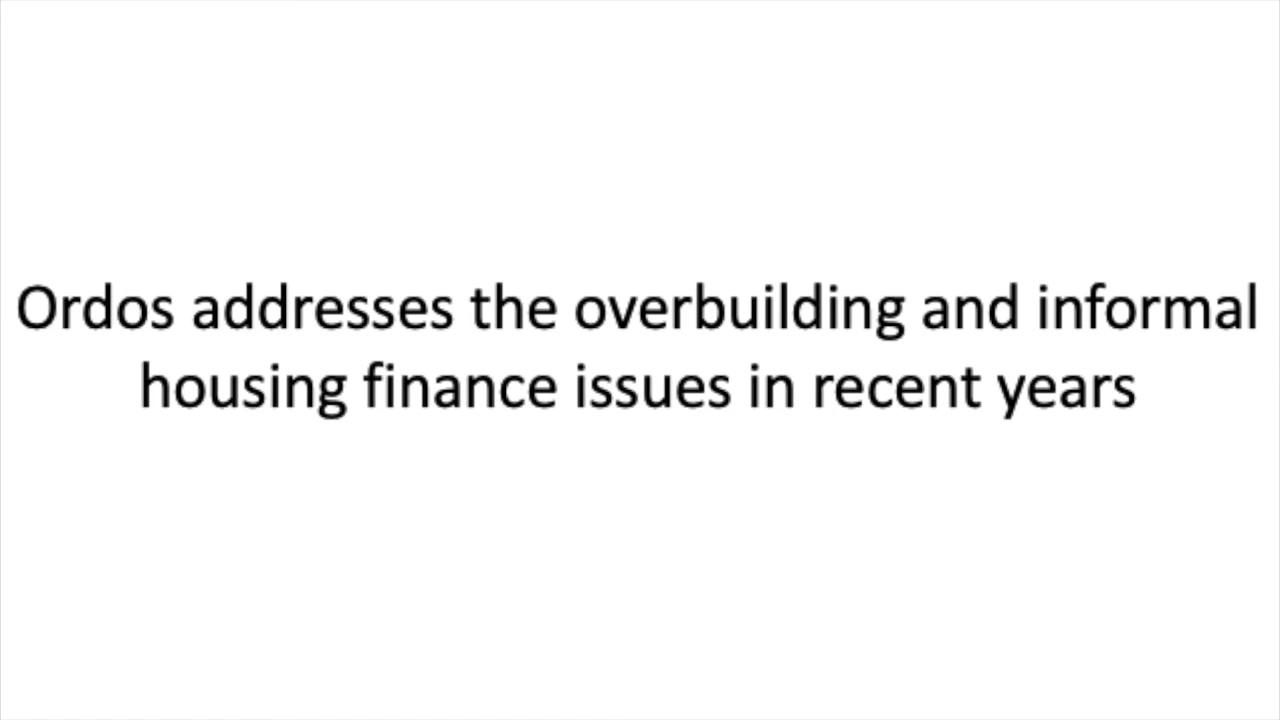 Ordos addresses the overbuilding and informal
housing finance issues in recent years